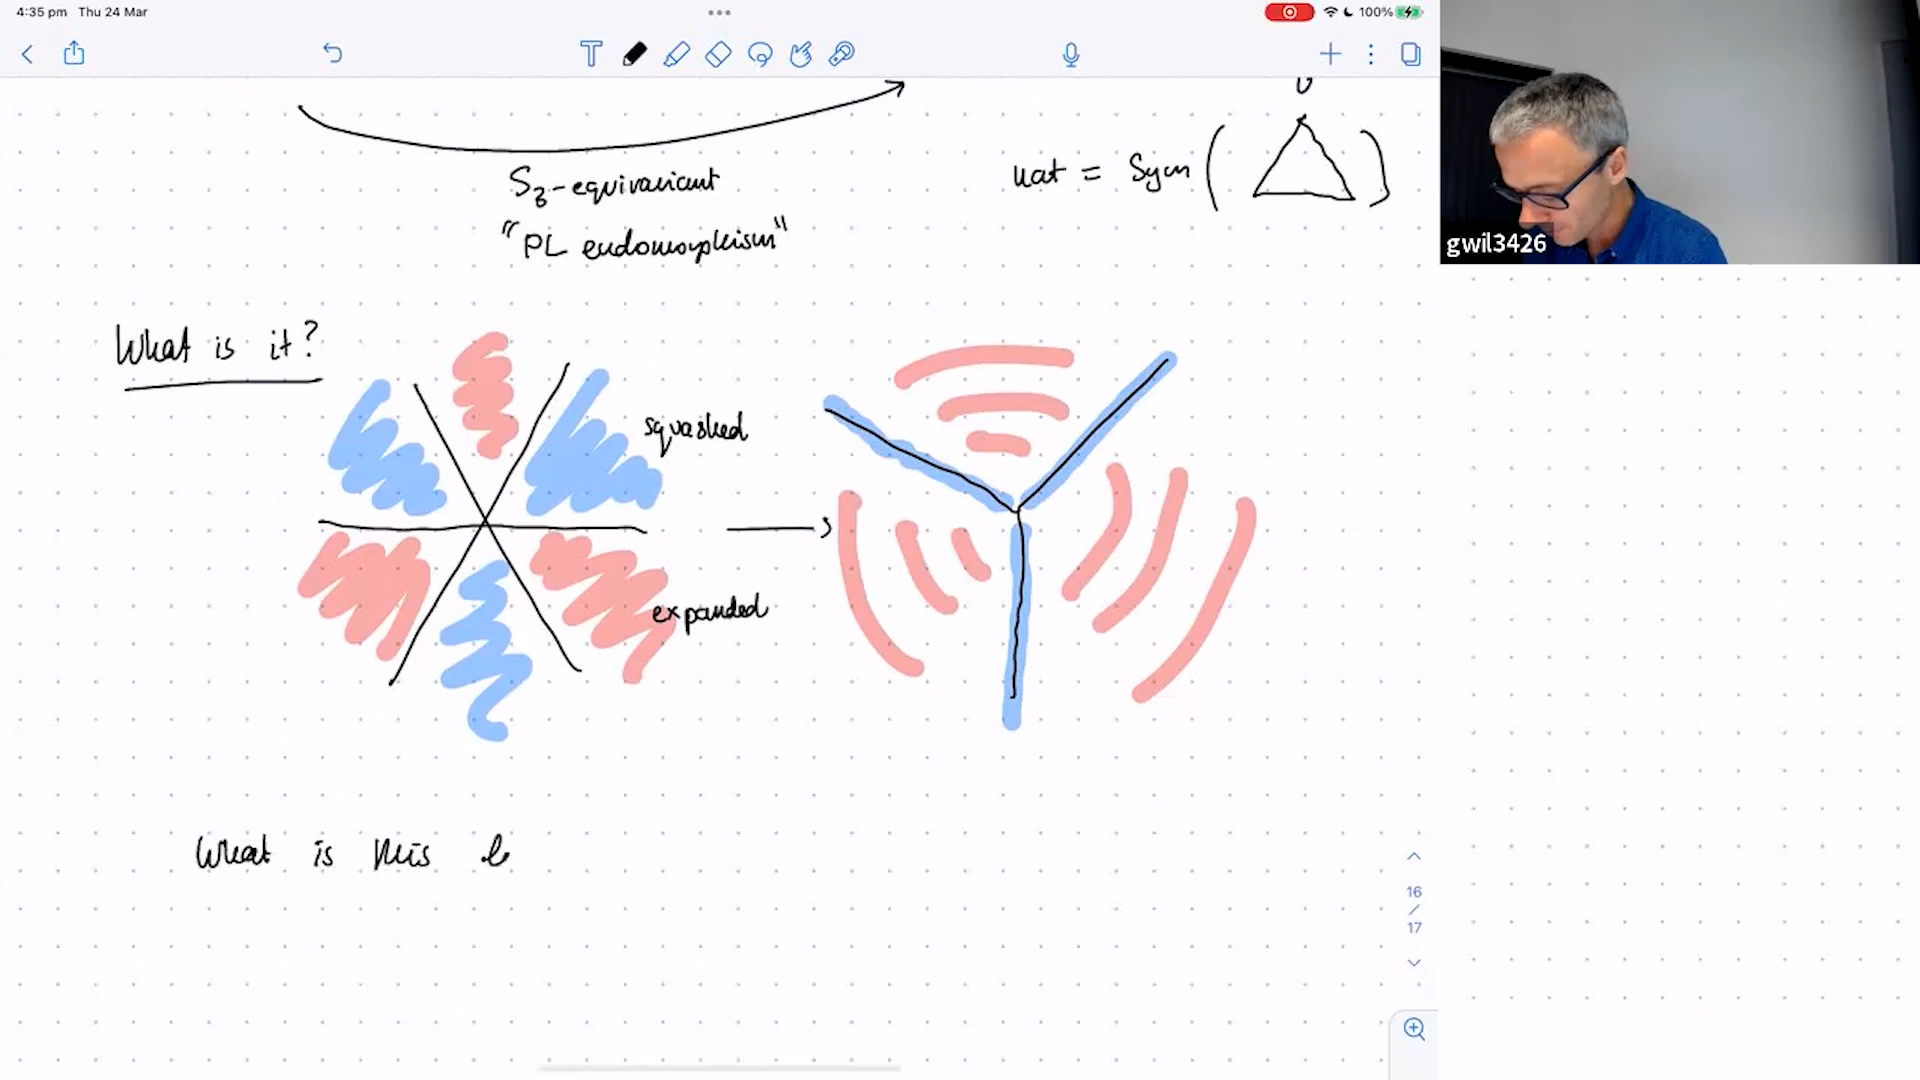 4:35 pm Thu 24 Mar
100%
nat = Sym ( )
S3-equivariant
"PL endomorphism"
gwil3426
What is it?
squashed
expanded
What is this
16
/
17